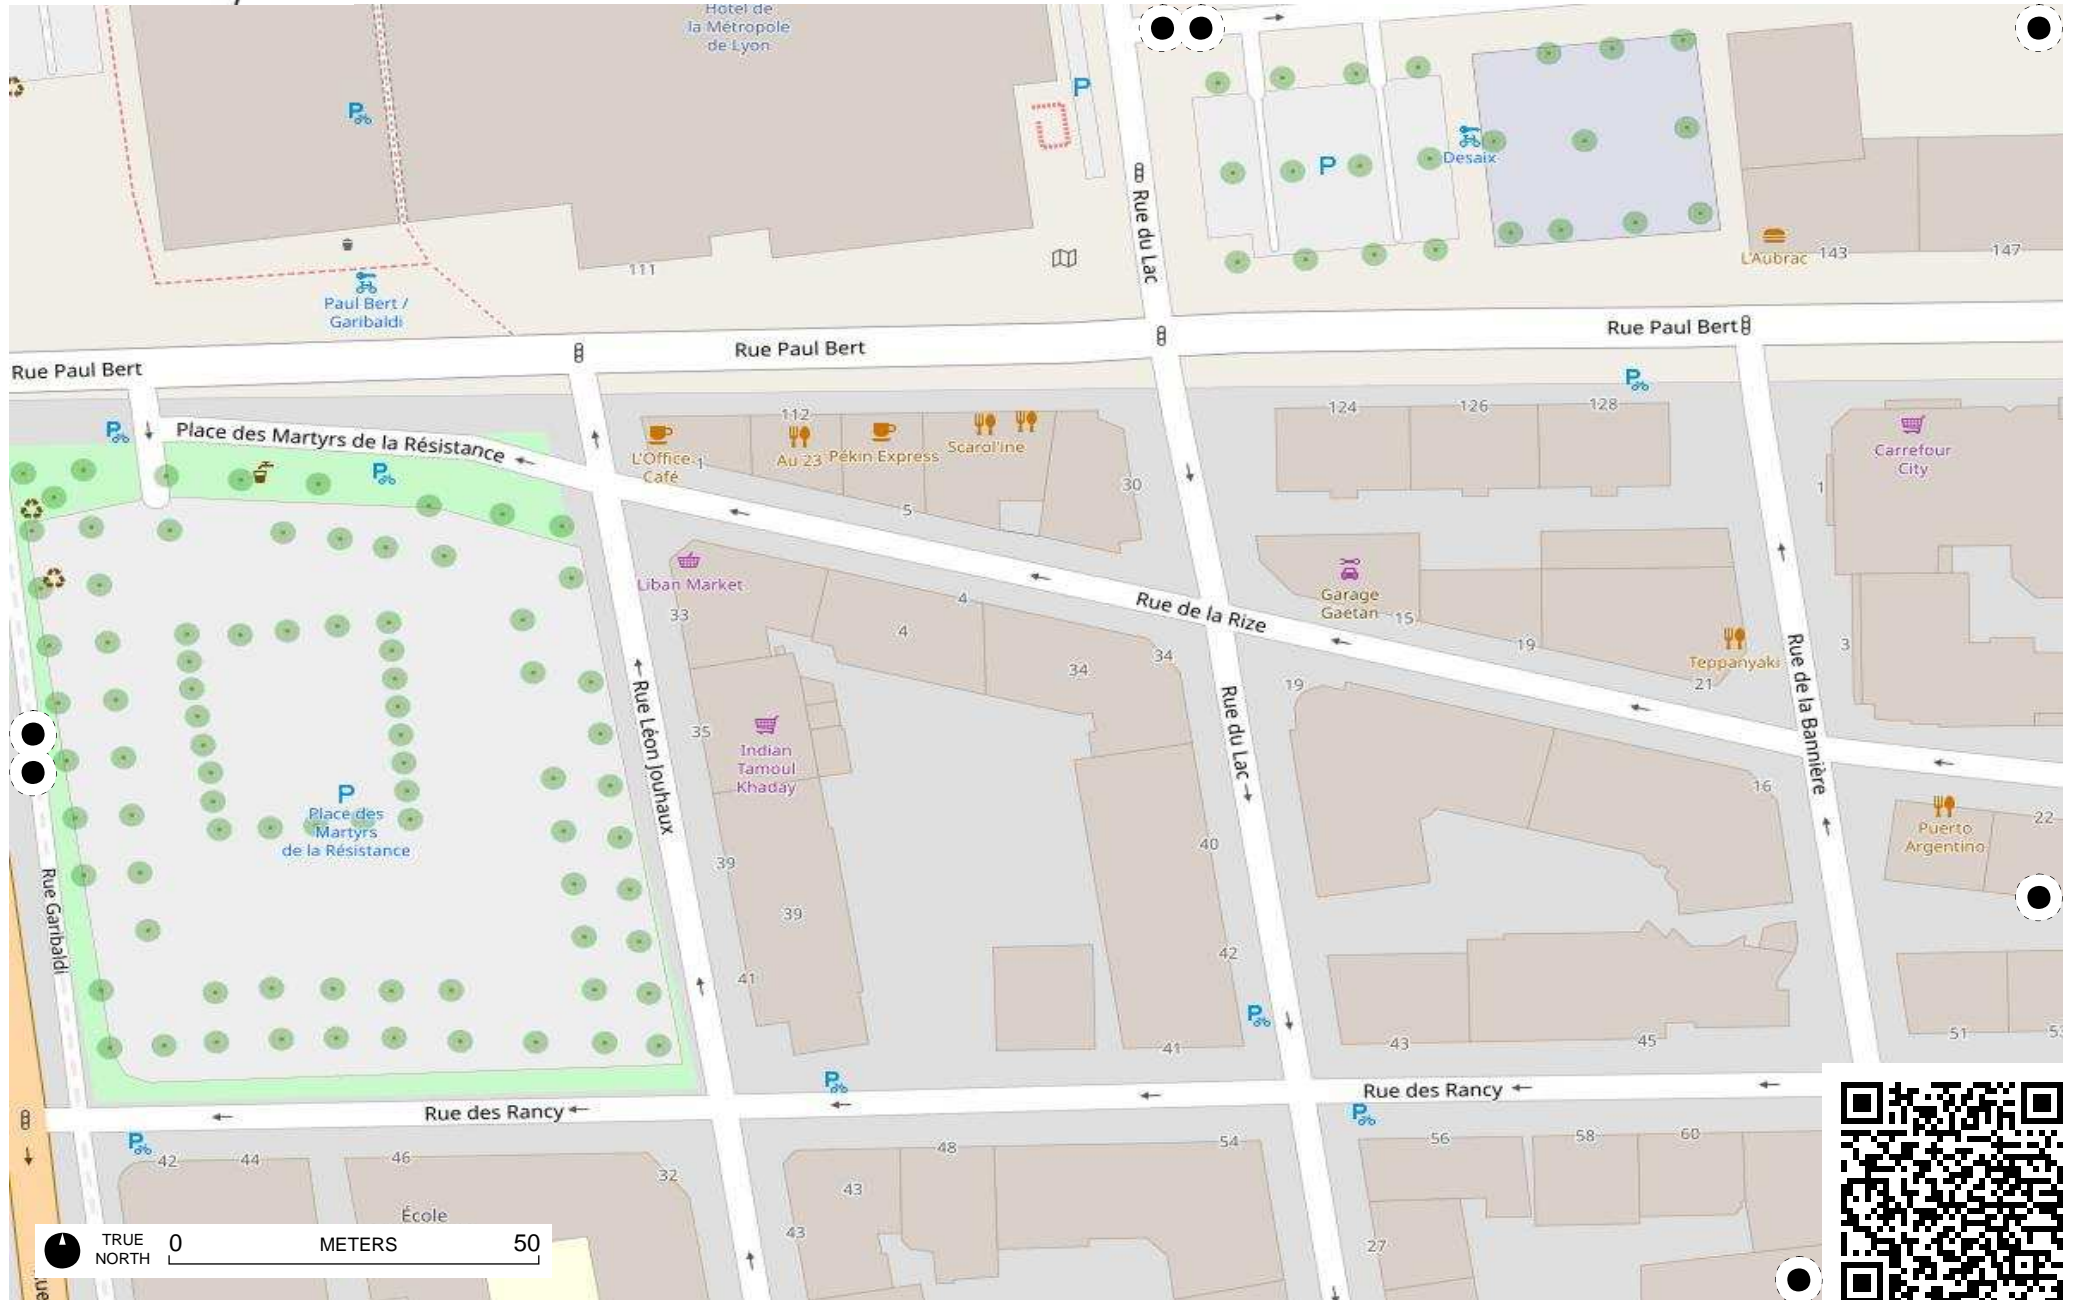 Hôtel de
la Métropole
de Lyon
P
P
Rue du Lac
P
Desaix
L'Aubrac
143
147
111
Paul Bert /
Garibaldi
Rue Paul Bert
Rue Paul Bert
Rue Paul Bert
P
P
Place des Martyrs de la Résistance
P
L'Office
Café
1
112
Au 23
Pékin Express
Scarol'ine
5
30
124
126
128
Carrefour
City
1
Liban Market
33
4
4
Rue de la Rize
Garage
Gaetan
15
19
Teppanyaki
21
3
Rue de la Bannière
34
34
19
35
Rue Léon Jouhaux
Rue du Lac
Indian
Tamoul
Khaday
16
P
Place des
Martyrs
de la Résistance
Puerto
Argentino
22
39
40
Rue Garibaldi
39
42
41
P
41
43
45
51
53
P
Rue des Rancy
Rue des Rancy
P
P
42
44
46
32
48
54
56
58
60
43
École
43
27
TRUE
NORTH
0
METERS
50